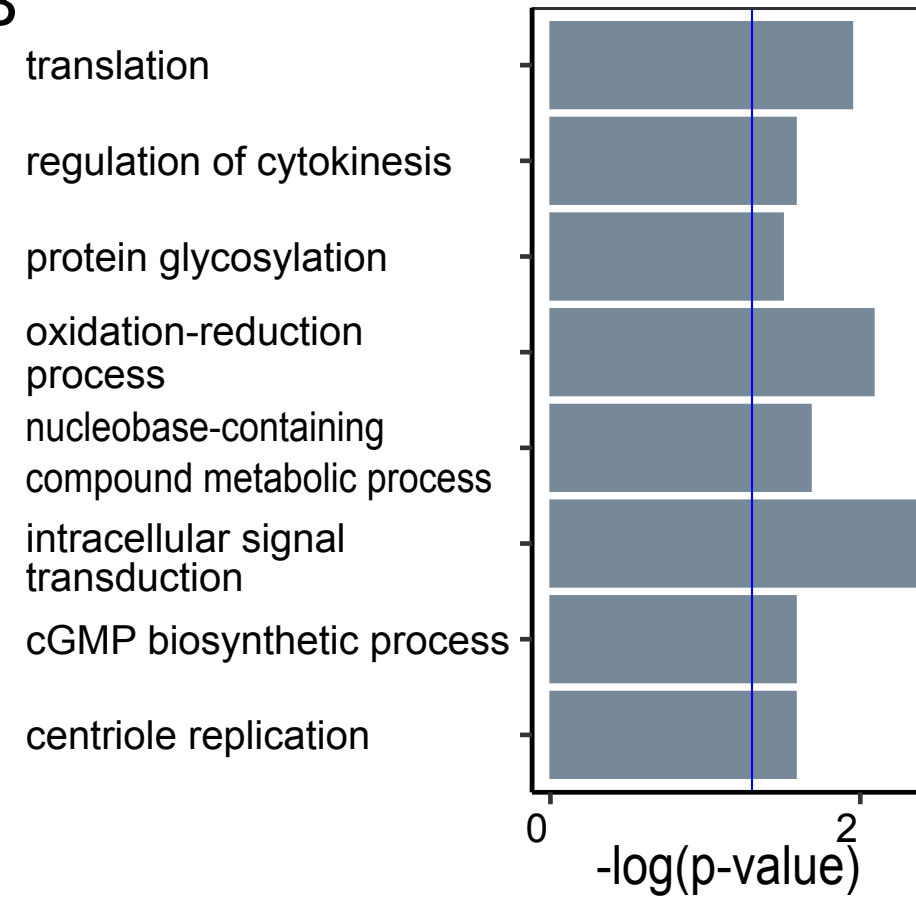 translation
regulation of cytokinesis
protein glycosylation
oxidation-reduction
process
nucleobase-containing
compound metabolic process
intracellular signal
transduction
cGMP biosynthetic process
centriole replication
0 2
-log(p-value)